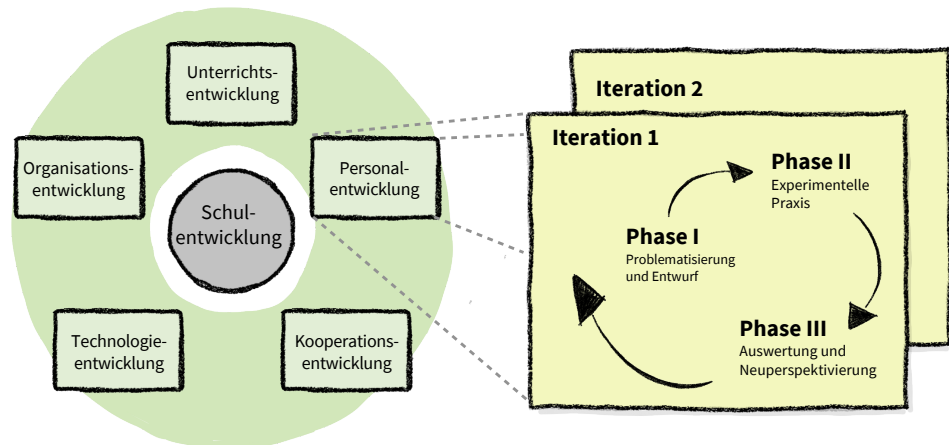 Unterrichts-
entwicklung
Organisations-
entwicklung
Personal-
entwicklung
Schul-
entwicklung
Technologie-
entwicklung
Kooperations-
entwicklung
Iteration 2
Iteration 1
Phase II
Experimentelle
Praxis
Phase I
Problematisierung
und Entwurf
Phase III
Auswertung und
Neuperspektivierung